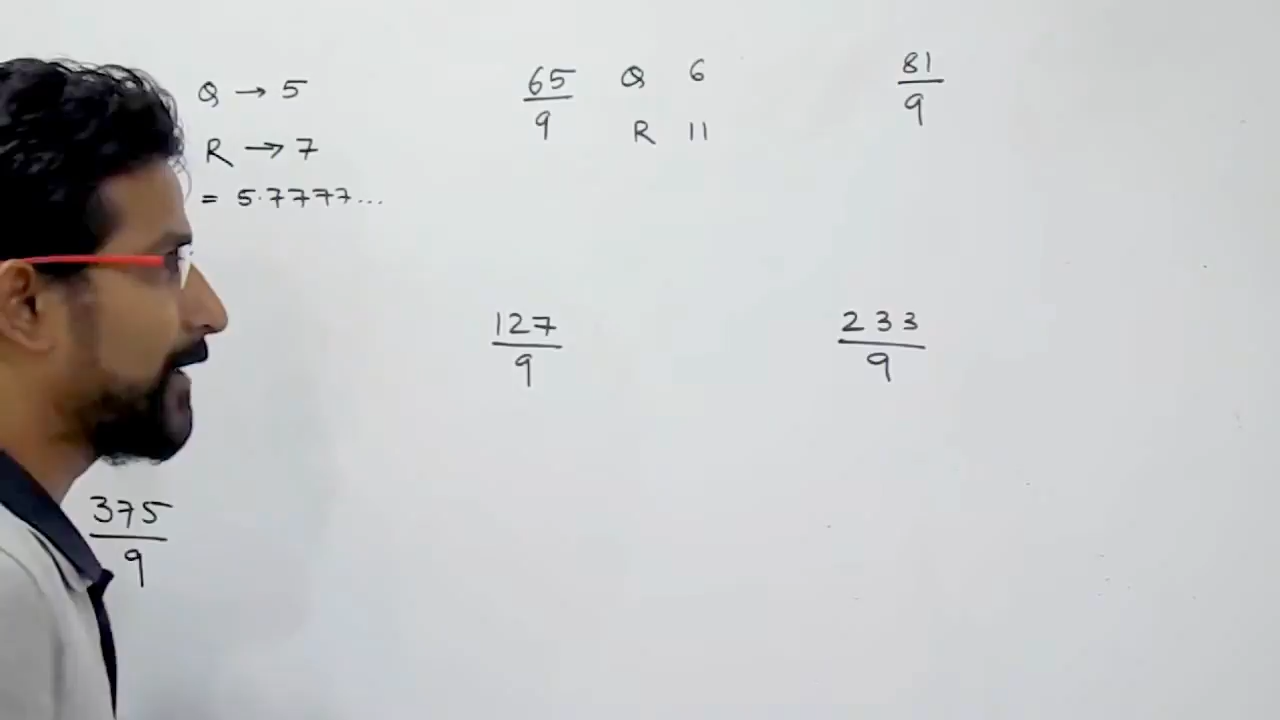 Q → 5
R → 7
= 5.7777...
65
9
Q 6
R 11
81
9
127
9
233
9
375
9